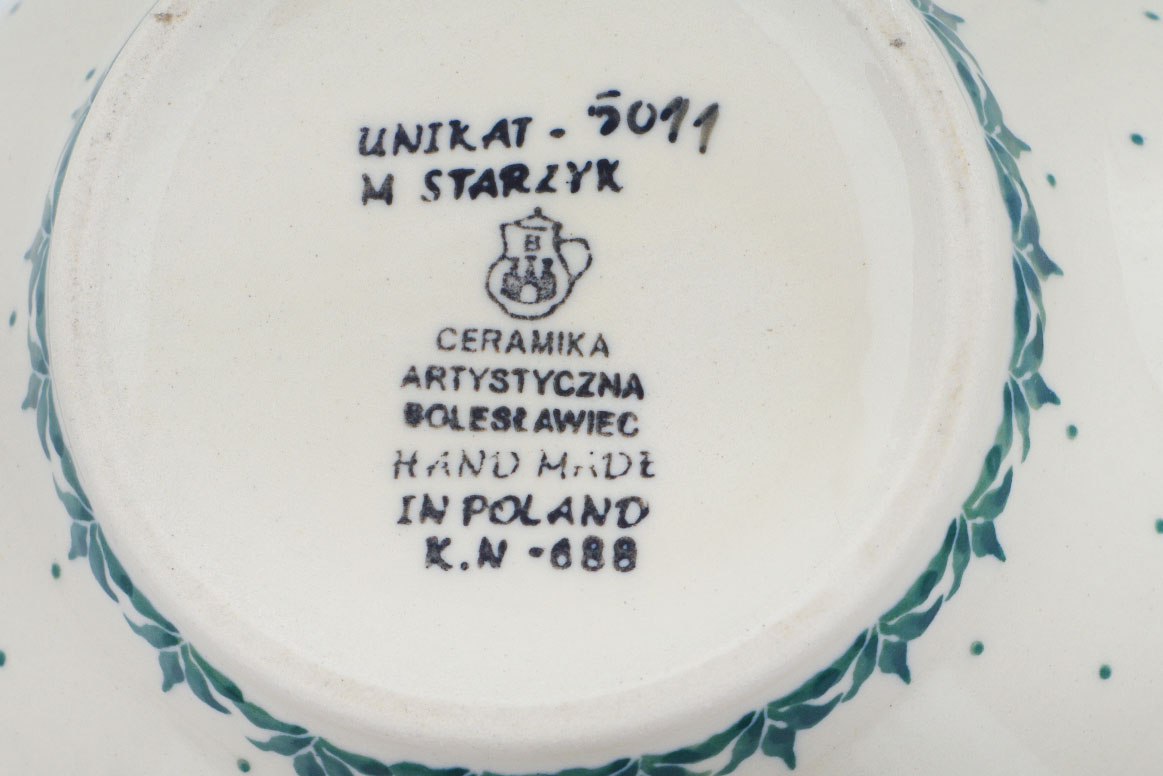 UNIKAT - 5011
M STARZYK
B
CERAMIKA
ARTYSTYCZNA
BOLESŁAWIEC
HAND MADE
IN POLAND
K.N -688